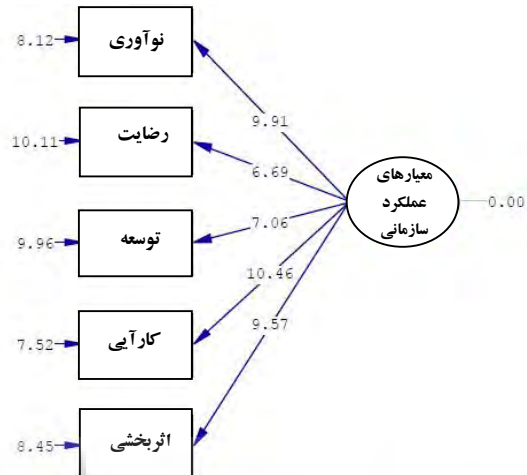 نوآوری
8.12
9.91
رضایت
10.11
6.69
معیارهای
عملکرد
سازمانی
0.00
توسعه
9.96
7.06
کارآیی
7.52
10.46
اثربخشی
8.45
9.57